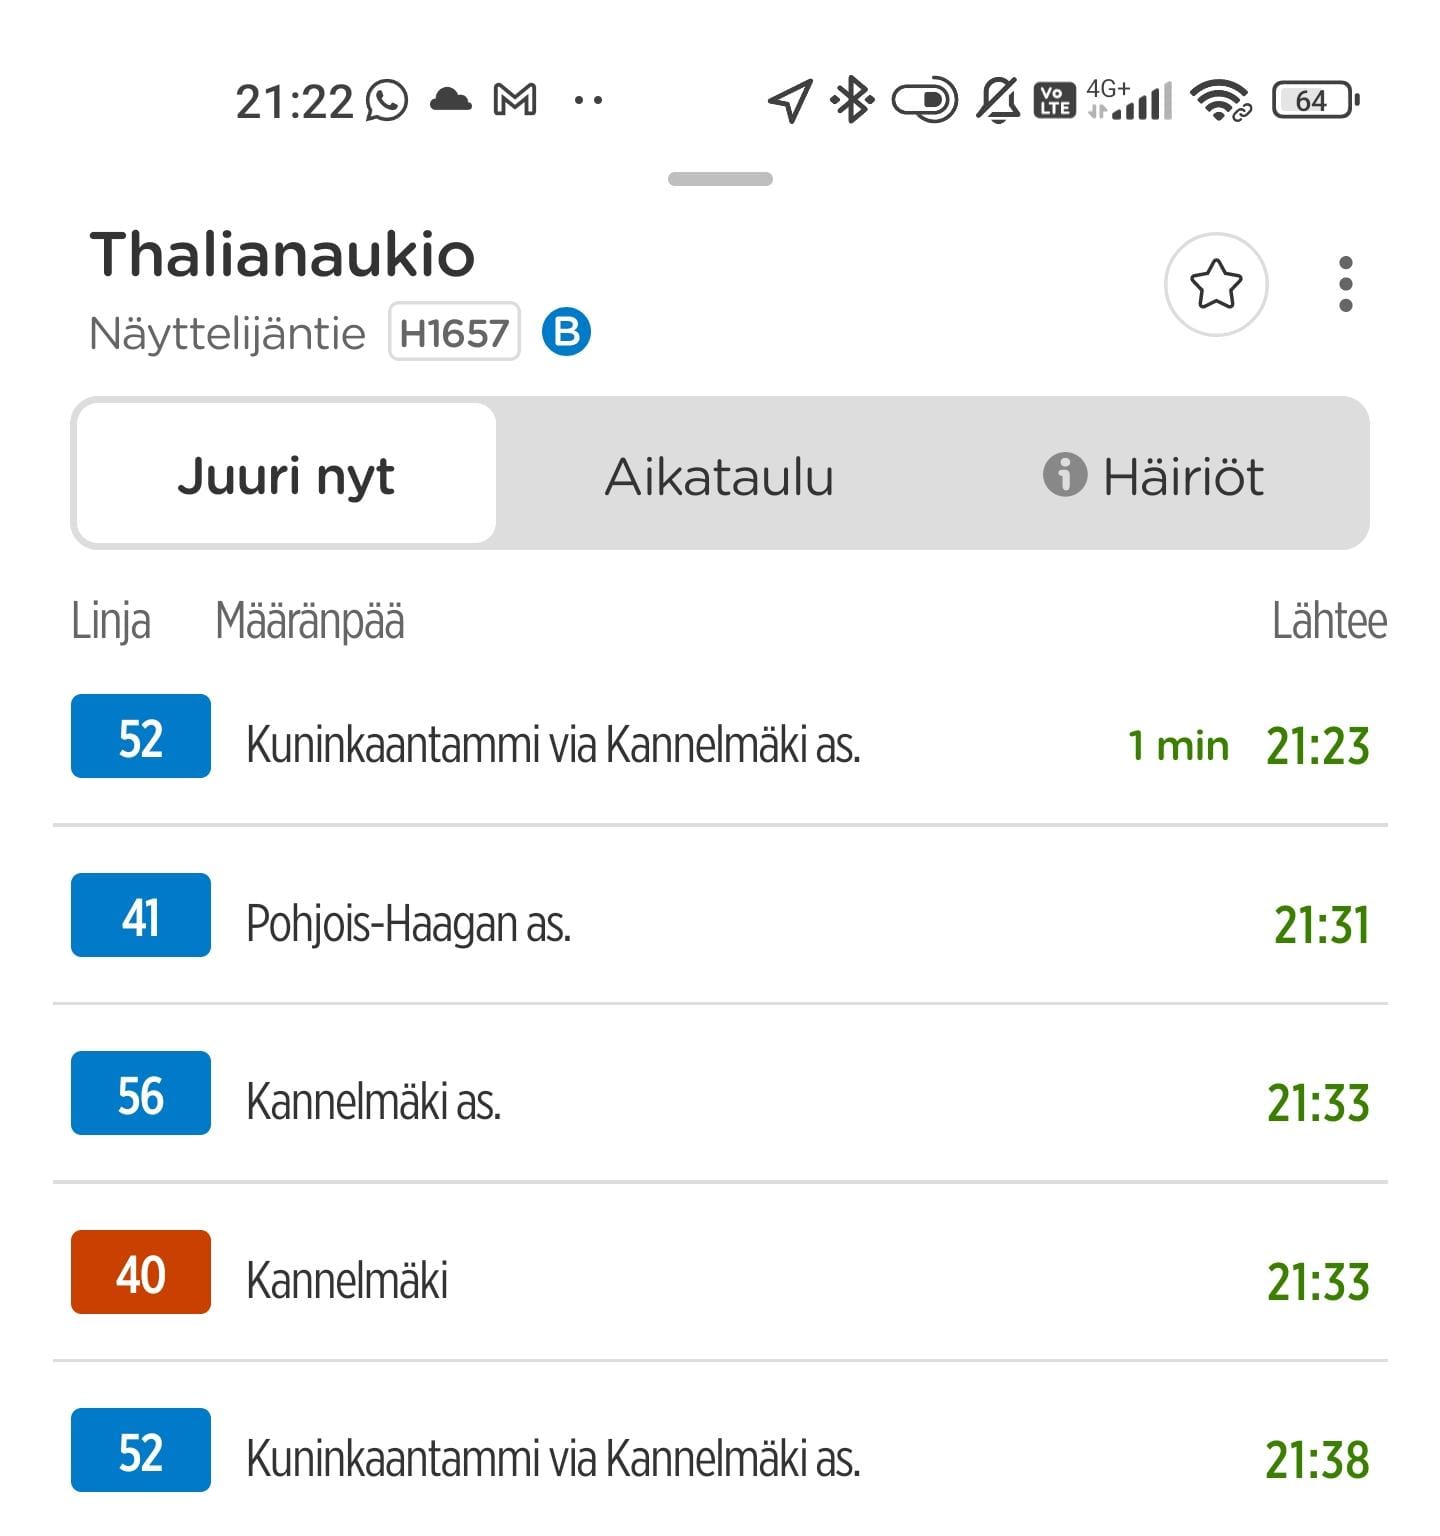 21:22 Vo LTE 4G+ 64
Thalianaukio
Näyttelijäntie H1657 B
Juuri nyt Aikataulu Häiriöt
Linja Määränpää Lähtee
52 Kuninkaantammi via Kannelmäki as. 1 min 21:23
41 Pohjois-Haagan as. 21:31
56 Kannelmäki as. 21:33
40 Kannelmäki 21:33
52 Kuninkaantammi via Kannelmäki as. 21:38